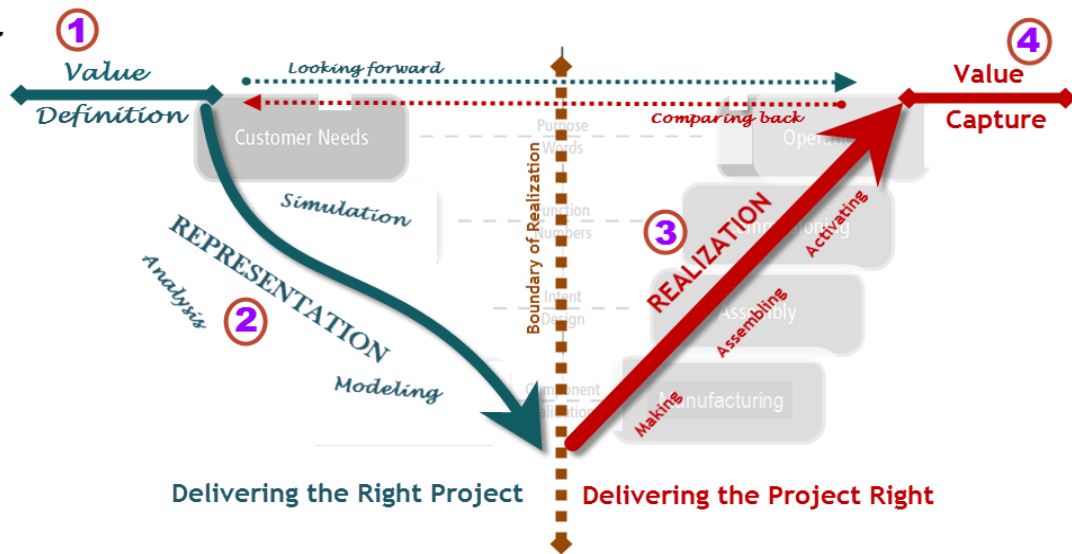 1
Value
Definition
Looking forward
Comparing back
4
Value
Capture
Customer Needs
Purpose
Words
Boundary of Realization
Simulation
REPRESENTATION
Analysis
2
Modeling
Function
Numbers
Intent
Design
3
REALIZATION
Activating
Assembling
Assembly
Making
Manufacturing
Delivering the Right Project
Delivering the Project Right